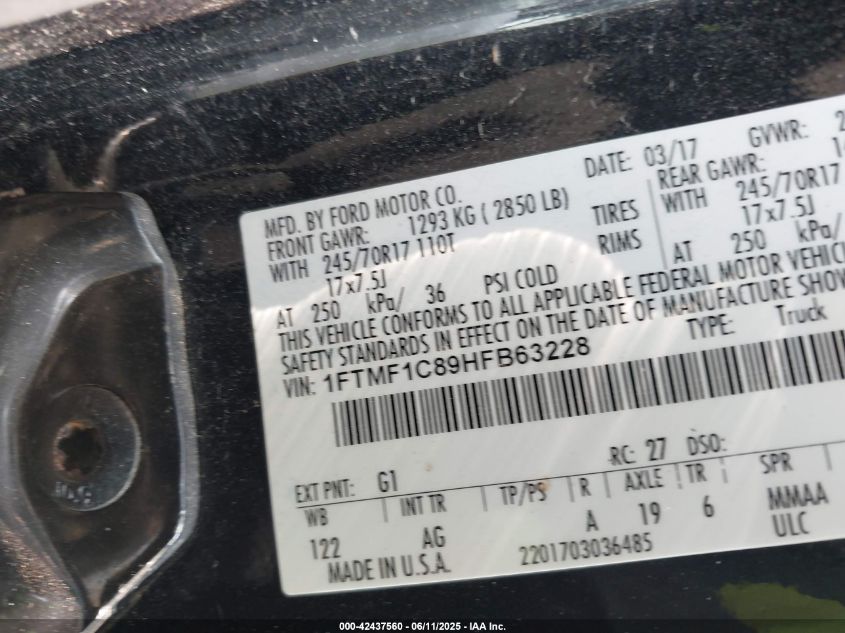 MFD. BY FORD MOTOR CO. DATE: 03/17 GVWR:
FRONT GAWR: 1293 KG ( 2850 LB) REAR GAWR:
WITH 245/70R17 110T TIRES WITH 245/70R17
17x7.5J RIMS 17x7.5J
AT 250 kPa/ 36 PSI COLD AT 250 kPa/
THIS VEHICLE CONFORMS TO ALL APPLICABLE FEDERAL MOTOR VEHICL
SAFETY STANDARDS IN EFFECT ON THE DATE OF MANUFACTURE SHOW
VIN: 1FTMF1C89HFB63228 TYPE: Truck
EXT PNT: G1 RC: 27 DSO:
WB INT TR TP/PS R AXLE TR SPR
122 AG A 19 6 MMAA
MADE IN U.S.A. 2201703036485 ULC
000-42437560 - 06/11/2025 - IAA Inc.